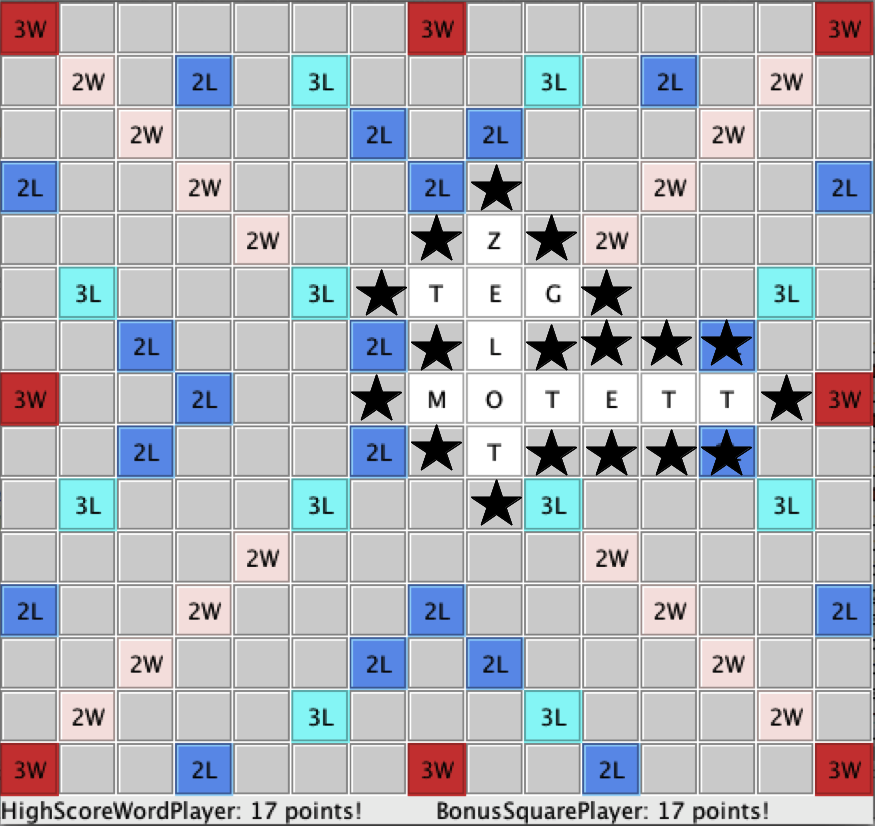 3W 3W 3W
2W 2L 3L 3L 2L 2W
2W 2L 2L 2W
2L 2W 2L 2W 2L
2W Z 2W
3L 3L T E G 3L
2L 2L L
3W 2L M O T E T T 3W
2L 2L T
3L 3L 3L 3L
2W 2W
2L 2W 2L 2W 2L
2W 2L 2L 2W
2W 3L 3L 2W
3W 2L 3W 2L 3W
HighScoreWordPlayer: 17 points! BonusSquarePlayer: 17 points!